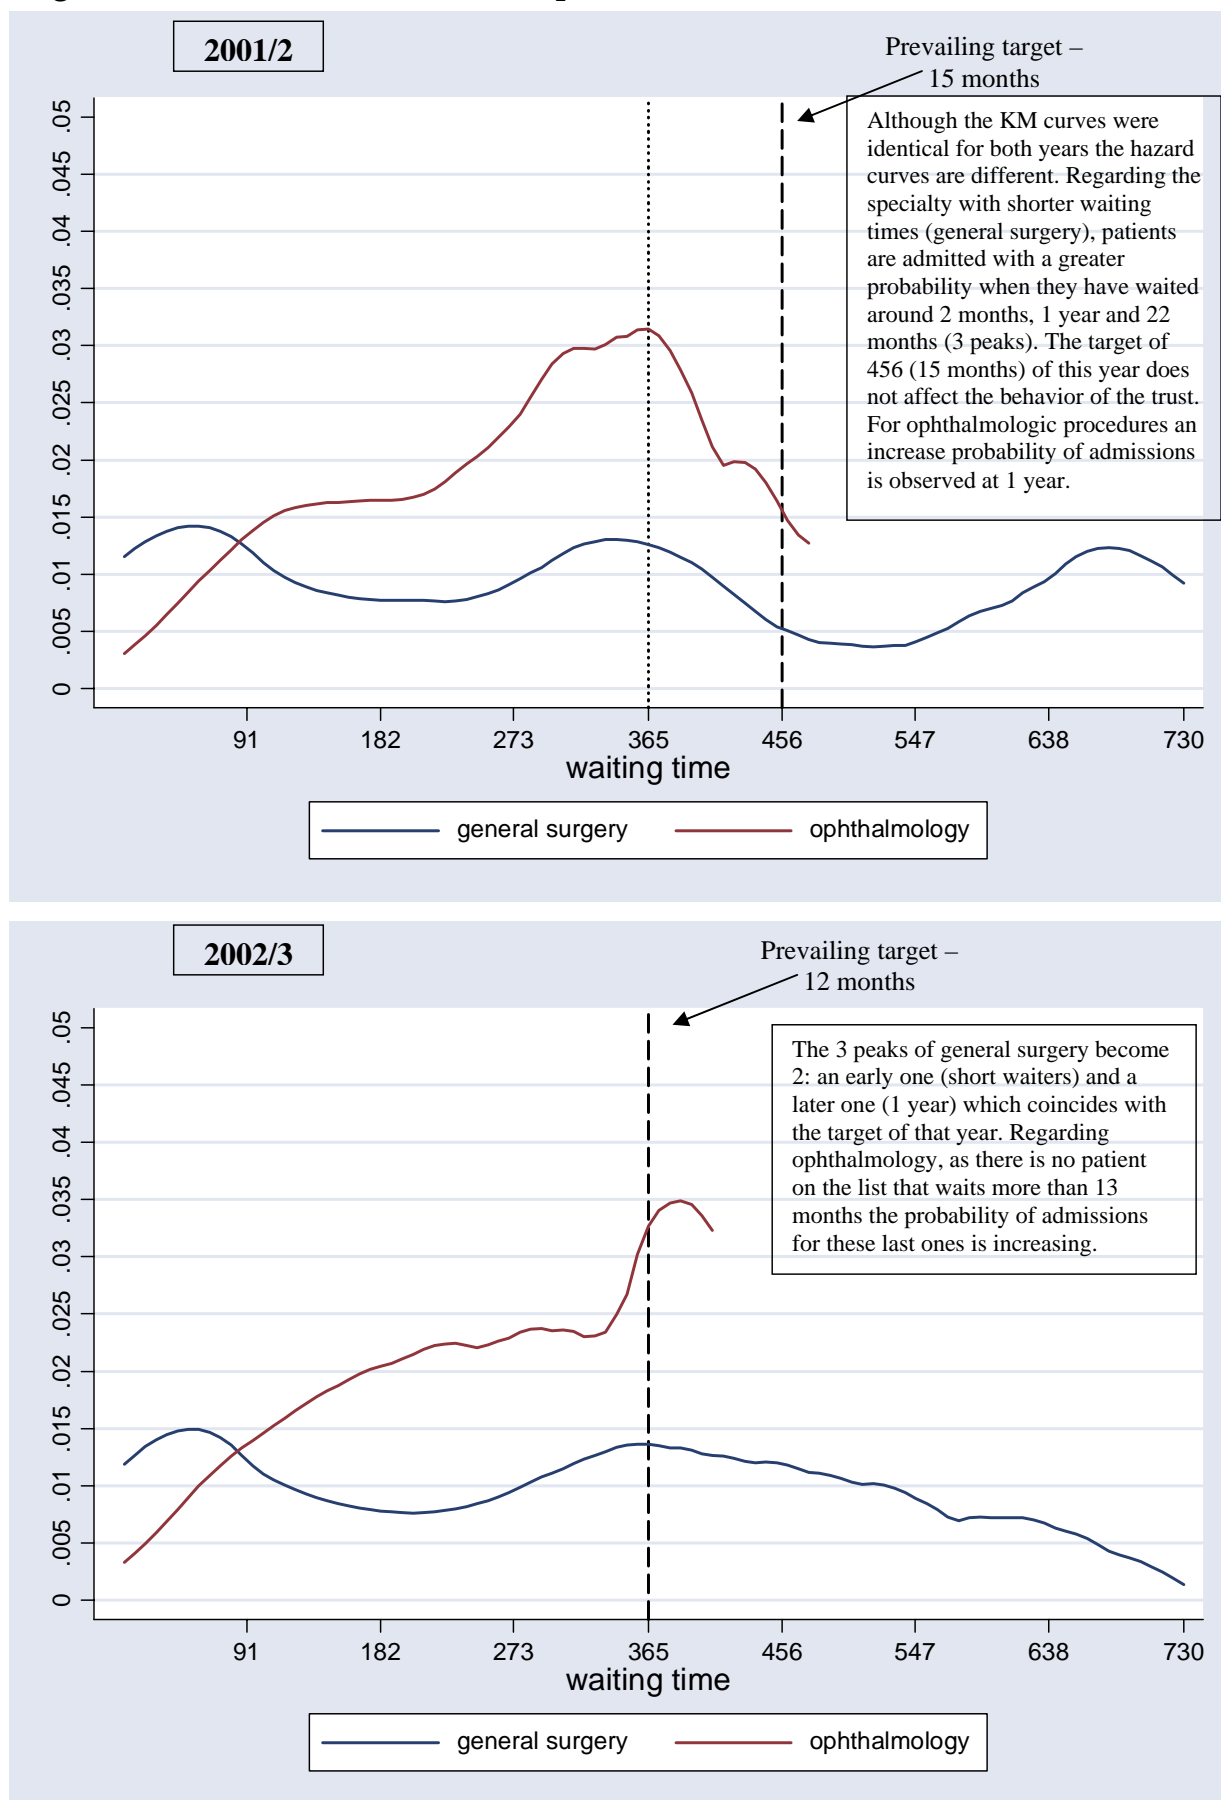 2001/2
Prevailing target –
15 months
Although the KM curves were
identical for both years the hazard
curves are different. Regarding the
specialty with shorter waiting
times (general surgery), patients
are admitted with a greater
probability when they have waited
around 2 months, 1 year and 22
months (3 peaks). The target of
456 (15 months) of this year does
not affect the behavior of the trust.
For ophthalmologic procedures an
increase probability of admissions
is observed at 1 year.
.05
.045
.04
.035
.03
.025
.02
.015
.01
.005
0
91 182 273 365 456 547 638 730
waiting time
general surgery ophthalmology
2002/3
Prevailing target –
12 months
The 3 peaks of general surgery become
2: an early one (short waiters) and a
later one (1 year) which coincides with
the target of that year. Regarding
ophthalmology, as there is no patient
on the list that waits more than 13
months the probability of admissions
for these last ones is increasing.
.05
.045
.04
.035
.03
.025
.02
.015
.01
.005
0
91 182 273 365 456 547 638 730
waiting time
general surgery ophthalmology